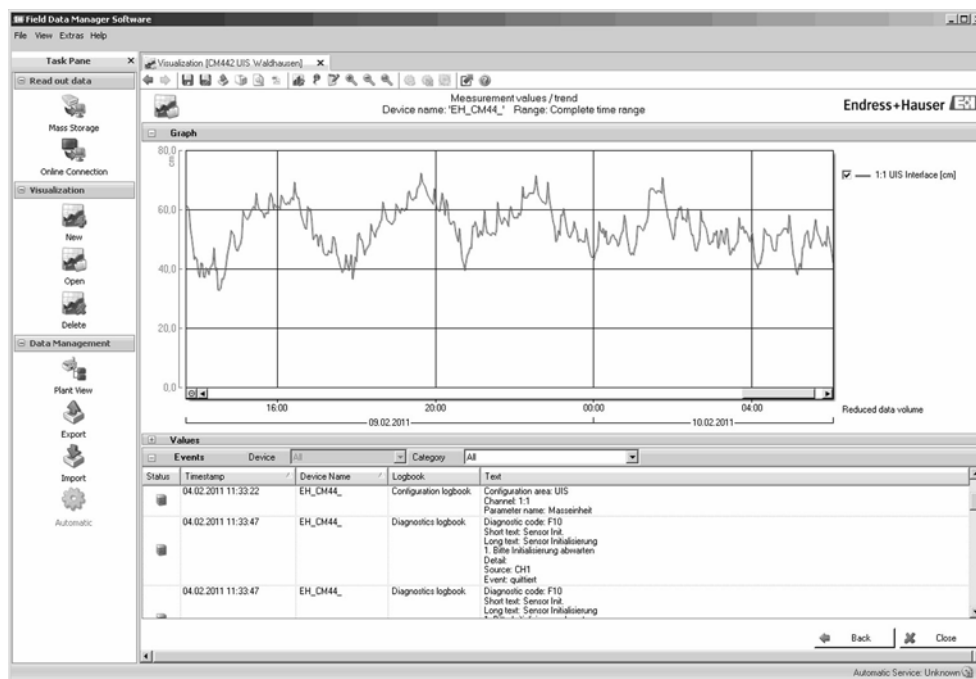 Field Data Manager Software
File View Extras Help
Task Pane
Read out data
Mass Storage
Online Connection
Visualization
New
Open
Delete
Data Management
Plant View
Export
Import
Automatic
Visualization [CM442 UIS Waldhausen]
Measurement values / trend
Device name: "EH_CM44_" Range: Complete time range
Endress+Hauser EH
Graph
80,0
cm
60,0
40,0
20,0
0,0
16:00 20:00 00:00 04:00
09.02.2011 10.02.2011
1:1 UIS Interface [cm]
Reduced data volume
Values
Events Device All Category All
Status Timestamp Device Name Logbook Text
04.02.2011 11:33:22 EH_CM44_ Configuration logbook Configuration area: UIS
Channel: 1:1
Parameter name: Masseinheit
04.02.2011 11:33:47 EH_CM44_ Diagnostics logbook Diagnostic code: F10
Short text: Sensor Init.
Long text: Sensor Initialisierung
1. Bitte Initialisierung abwarten
Detail:
Source: CH1
Event: quittiert
04.02.2011 11:33:47 EH_CM44_ Diagnostics logbook Diagnostic code: F10
Short text: Sensor Init.
Long text: Sensor Initialisierung
Back Close
Automatic Service: Unknown